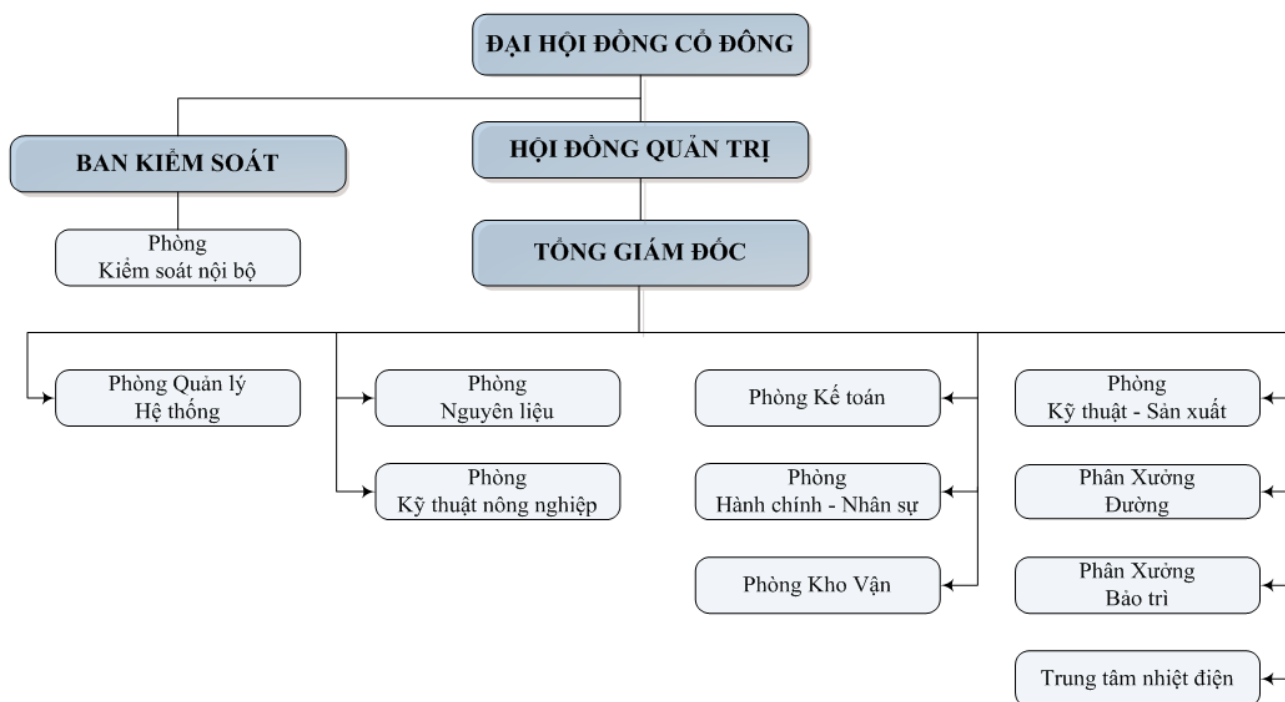 ĐẠI HỘI ĐỒNG CỔ ĐÔNG
BAN KIỂM SOÁT
HỘI ĐỒNG QUẢN TRỊ
Phòng
Kiểm soát nội bộ
TỔNG GIÁM ĐỐC
Phòng Quản lý
Hệ thống
Phòng
Nguyên liệu
Phòng Kế toán
Phòng
Kỹ thuật - Sản xuất
Phòng
Kỹ thuật nông nghiệp
Phòng
Hành chính - Nhân sự
Phân Xưởng
Đường
Phòng Kho Vận
Phân Xưởng
Bảo trì
Trung tâm nhiệt điện